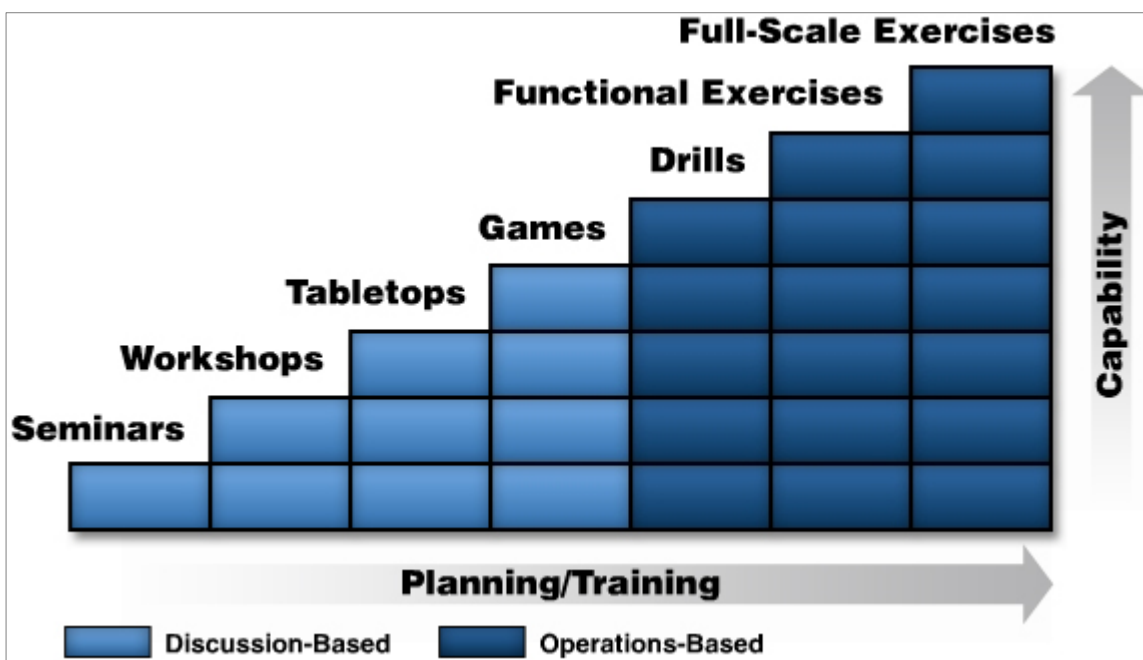 Full-Scale Exercises
Functional Exercises
Drills
Games
Tabletops
Workshops
Seminars
Capability
Planning/Training
Discussion-Based
Operations-Based